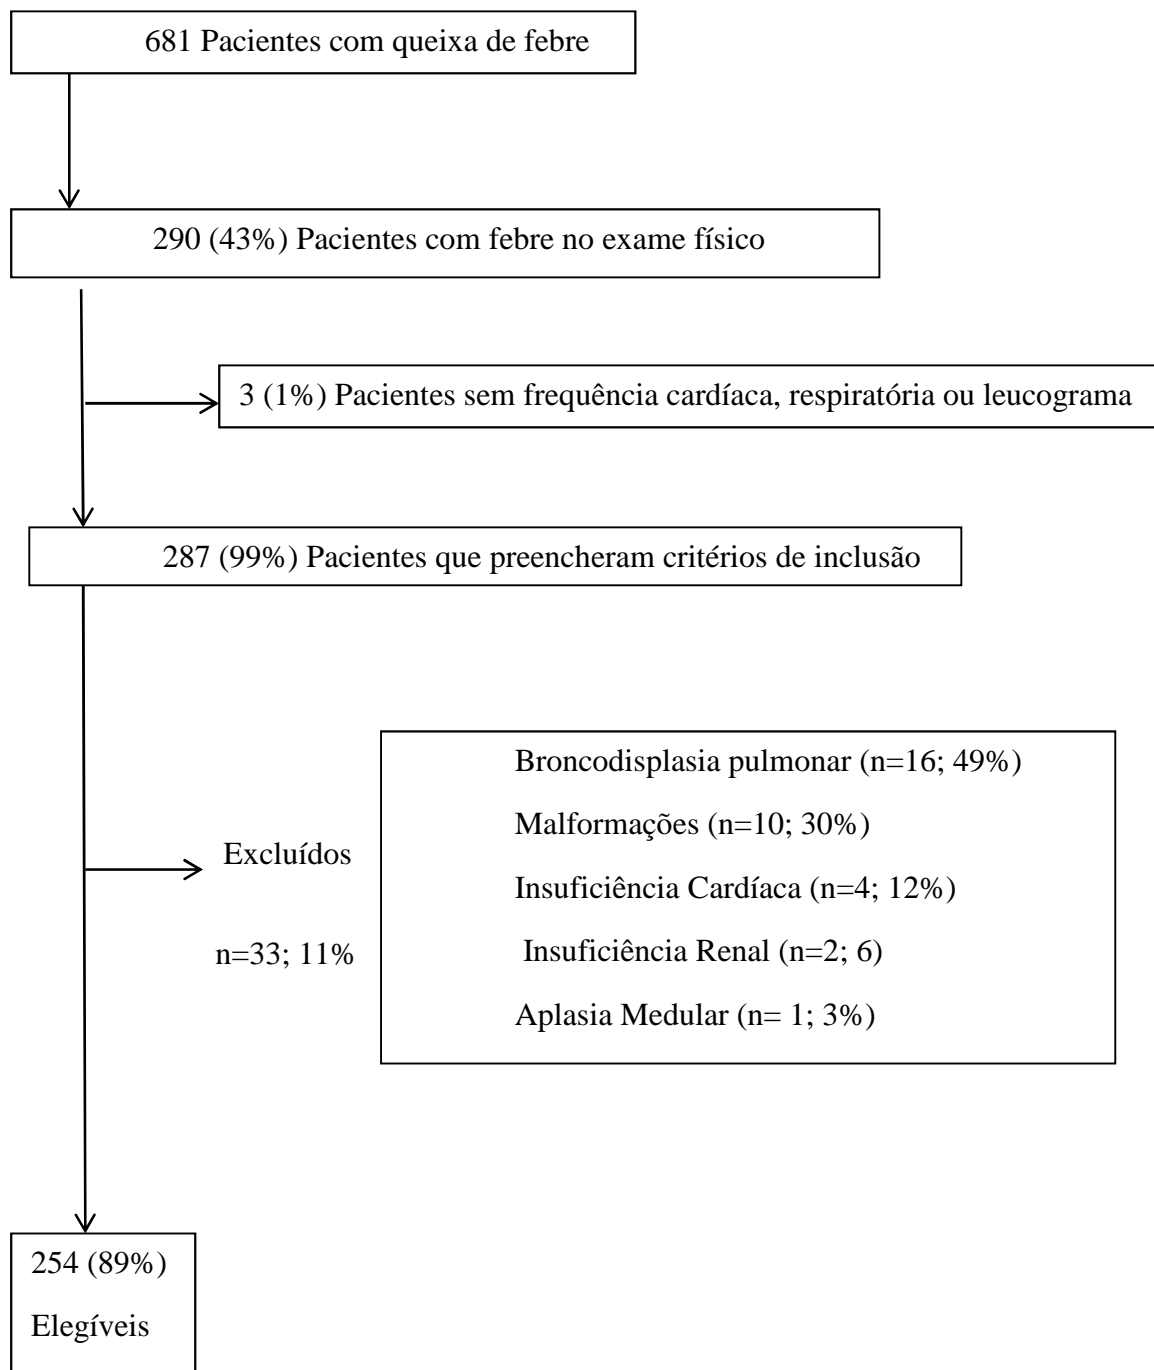 681 Pacientes com queixa de febre
290 (43%) Pacientes com febre no exame físico
3 (1%) Pacientes sem frequência cardíaca, respiratória ou leucograma
287 (99%) Pacientes que preencheram critérios de inclusão
Excluídos
n=33; 11%
Broncodisplasia pulmonar (n=16; 49%)
Malformações (n=10; 30%)
Insuficiência Cardíaca (n=4; 12%)
Insuficiência Renal (n=2; 6)
Aplasia Medular (n= 1; 3%)
254 (89%)
Elegíveis